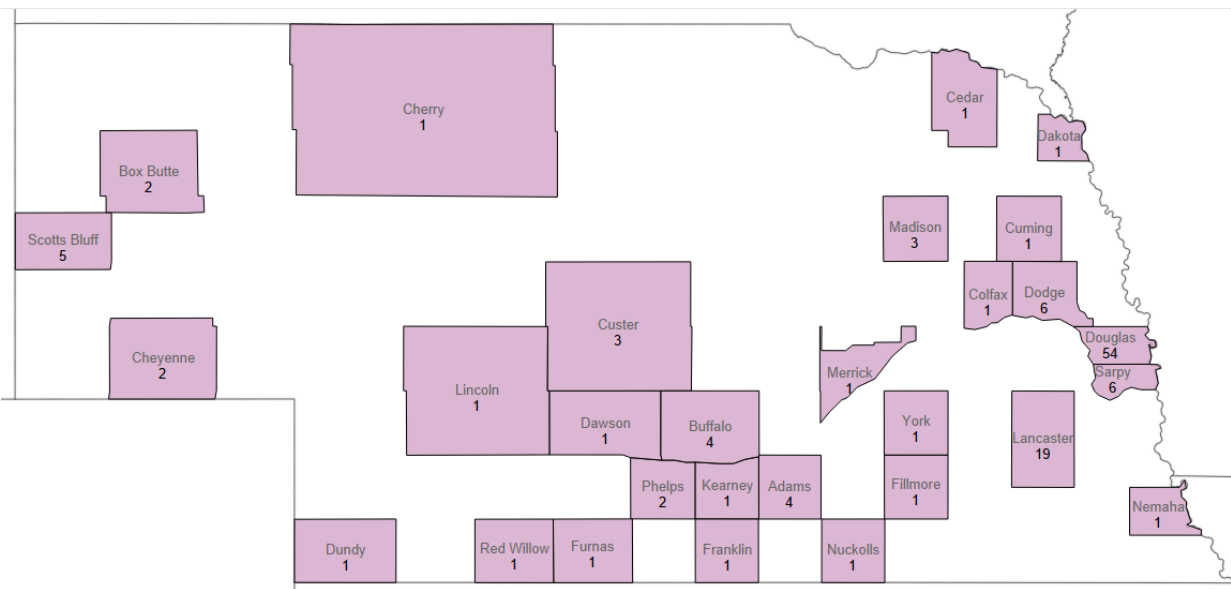 Cherry
1
Cedar
1
Dakota
1
Box Butte
2
Scotts Bluff
5
Madison
3
Cuming
1
Colfax
1
Dodge
6
Custer
3
Cheyenne
2
Lincoln
1
Merrick
1
Douglas
54
Sarpy
6
Dawson
1
Buffalo
4
York
1
Lancaster
19
Phelps
2
Kearney
1
Adams
4
Fillmore
1
Nemaha
1
Dundy
1
Red Willow
1
Furnas
1
Franklin
1
Nuckolls
1